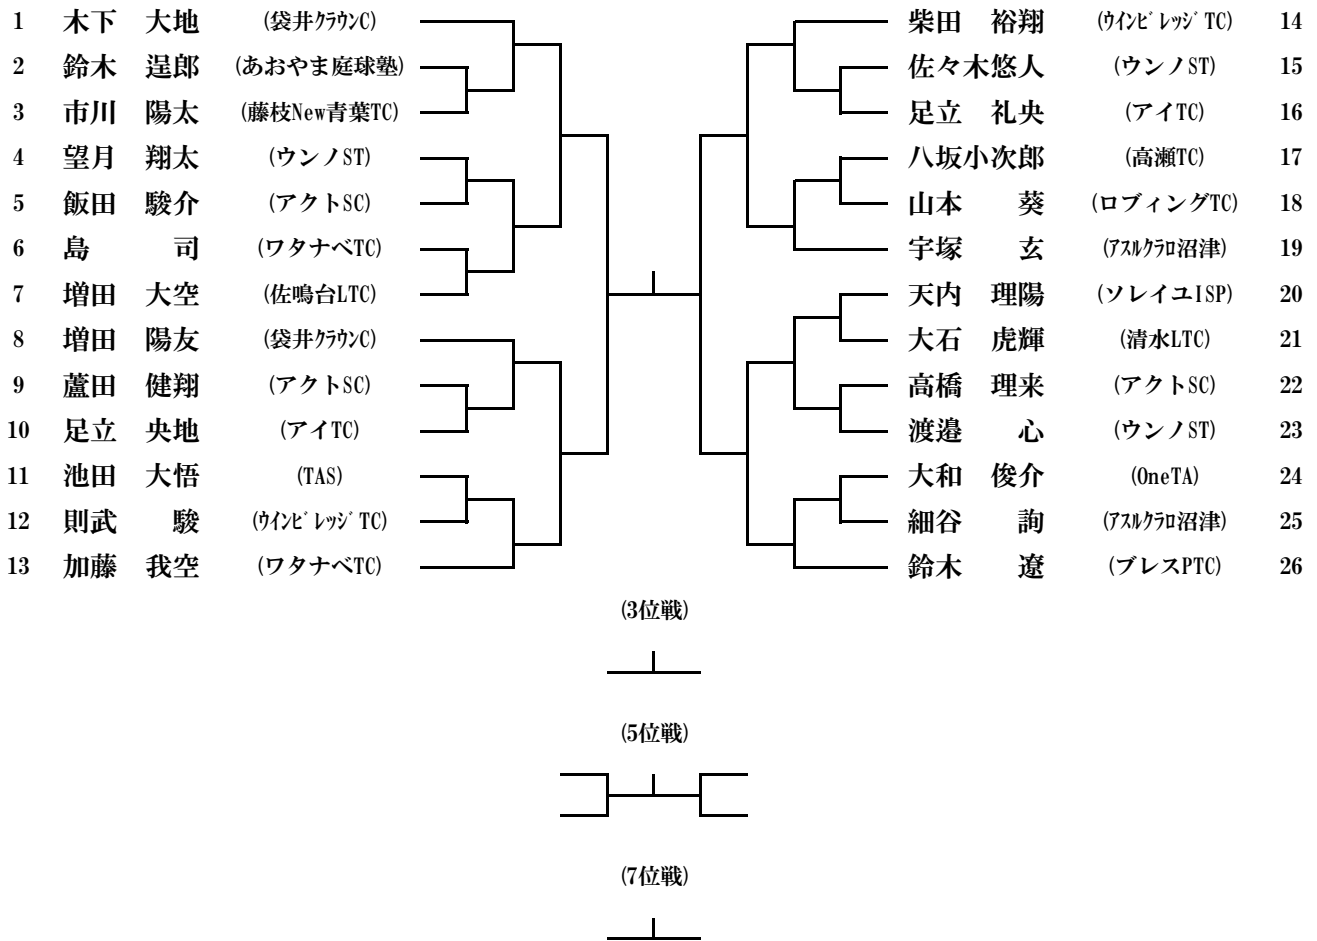 1 木下 大地 (袋井ｸﾗｳﾝC)
2 鈴木 逞郎 (あおやま庭球塾)
3 市川 陽太 (藤枝New青葉TC)
4 望月 翔太 (ウンノST)
5 飯田 駿介 (アクトSC)
6 島 司 (ワタナベTC)
7 増田 大空 (佐鳴台LTC)
8 増田 陽友 (袋井ｸﾗｳﾝC)
9 蘆田 健翔 (アクトSC)
10 足立 央地 (アイTC)
11 池田 大悟 (TAS)
12 則武 駿 (ｳｲﾝﾋﾞﾚｯｼﾞTC)
13 加藤 我空 (ワタナベTC)
柴田 裕翔 (ｳｲﾝﾋﾞﾚｯｼﾞTC) 14
佐々木悠人 (ウンノST) 15
足立 礼央 (アイTC) 16
八坂小次郎 (高瀬TC) 17
山本 葵 (ロブィングTC) 18
宇塚 玄 (ｱｽﾙｸﾗﾛ沼津) 19
天内 理陽 (ソレイユISP) 20
大石 虎輝 (清水LTC) 21
高橋 理来 (アクトSC) 22
渡邉 心 (ウンノST) 23
大和 俊介 (OneTA) 24
細谷 詢 (ｱｽﾙｸﾗﾛ沼津) 25
鈴木 遼 (ブレスPTC) 26
(3位戦)
(5位戦)
(7位戦)